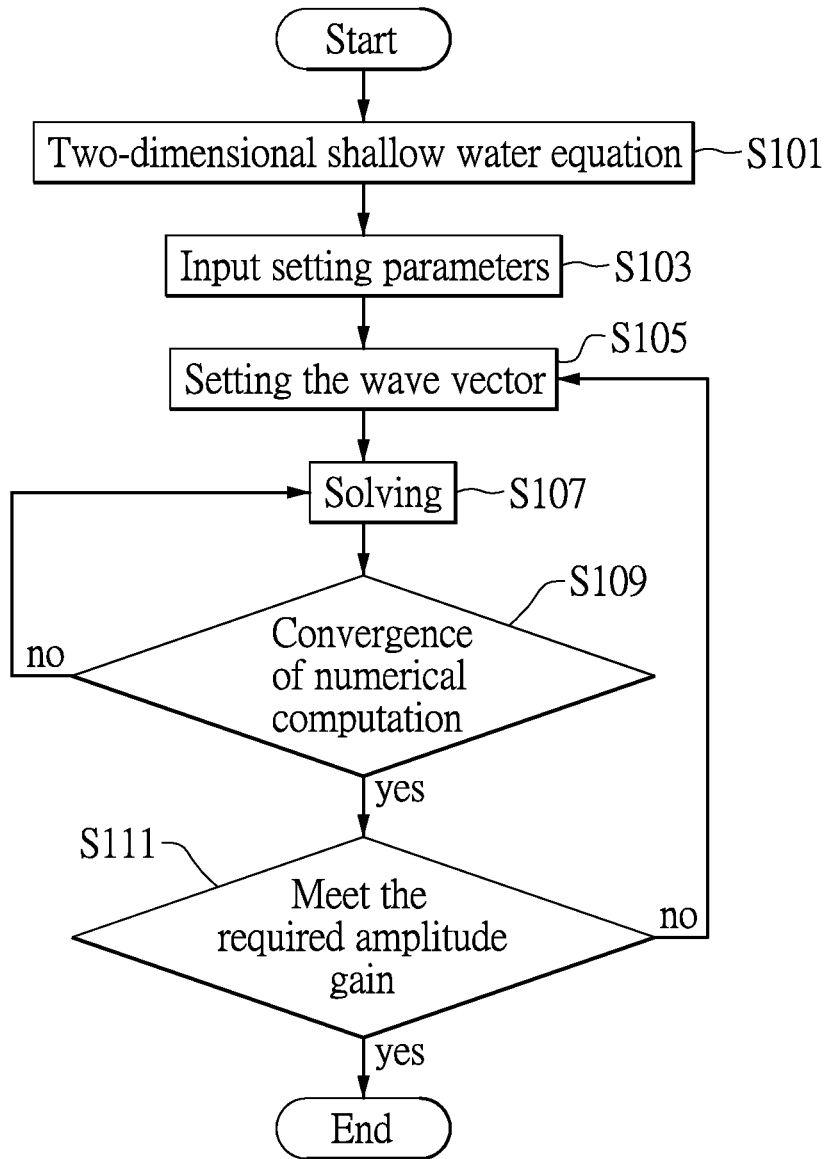 Start
Two-dimensional shallow water equation
S101
Input setting parameters
S103
Setting the wave vector
S105
Solving
S107
Convergence
of numerical
computation
S109
no
yes
Meet the
required amplitude
gain
S111
no
yes
End